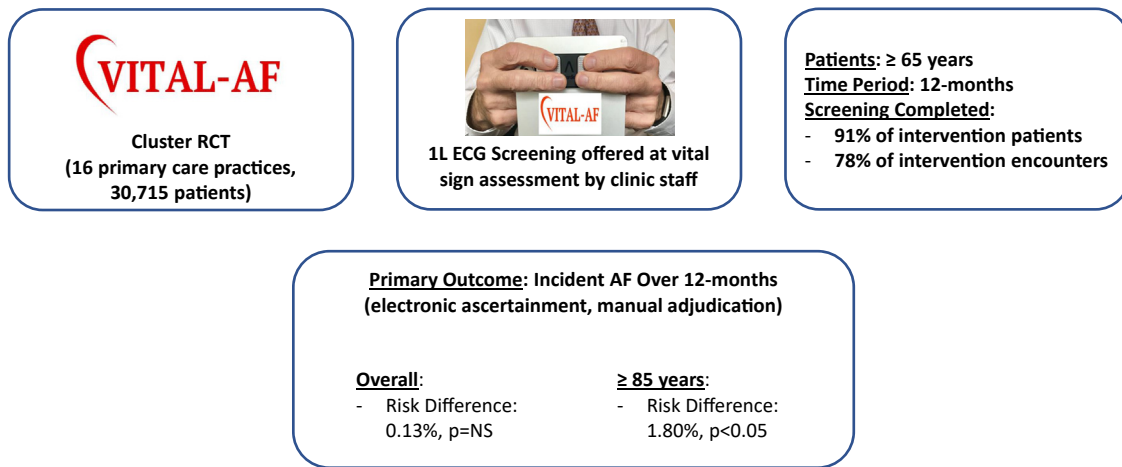 VITAL-AF
Cluster RCT
(16 primary care practices,
30,715 patients)
VITAL-AF
1L ECG Screening offered at vital
sign assessment by clinic staff
Patients: ≥ 65 years
Time Period: 12-months
Screening Completed:
- 91% of intervention patients
- 78% of intervention encounters
Primary Outcome: Incident AF Over 12-months
(electronic ascertainment, manual adjudication)
Overall:
- Risk Difference:
0.13%, p=NS
≥ 85 years:
- Risk Difference:
1.80%, p<0.05